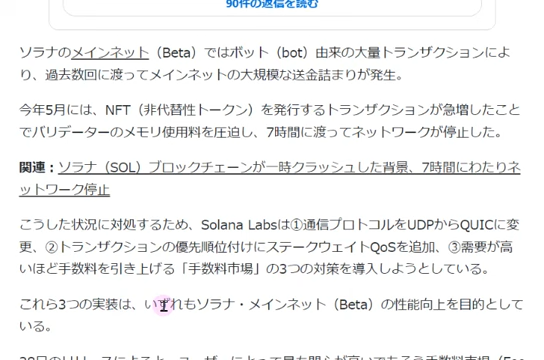 90件の返信を読む
ソラナのメインネット（Beta）ではボット（bot）由来の大量トランザクションによ
り、過去数回に渡ってメインネットの大規模な送金詰まりが発生。
今年5月には、NFT（非代替性トークン）を発行するトランザクションが急増したこと
でバリデーターのメモリ使用料を圧迫し、7時間に渡ってネットワークが停止した。
関連：ソラナ（SOL）ブロックチェーンが一時クラッシュした背景、7時間にわたりネ
ットワーク停止
こうした状況に対処するため、Solana Labsは①通信プロトコルをUDPからQUICに変
更、②トランザクションの優先順位付けにステークウェイトQoSを追加、③需要が高
いほど手数料を引き上げる「手数料市場」の3つの対策を導入しようとしている。
これら3つの実装は、いずれもソラナ・メインネット（Beta）の性能向上を目的として
いる。